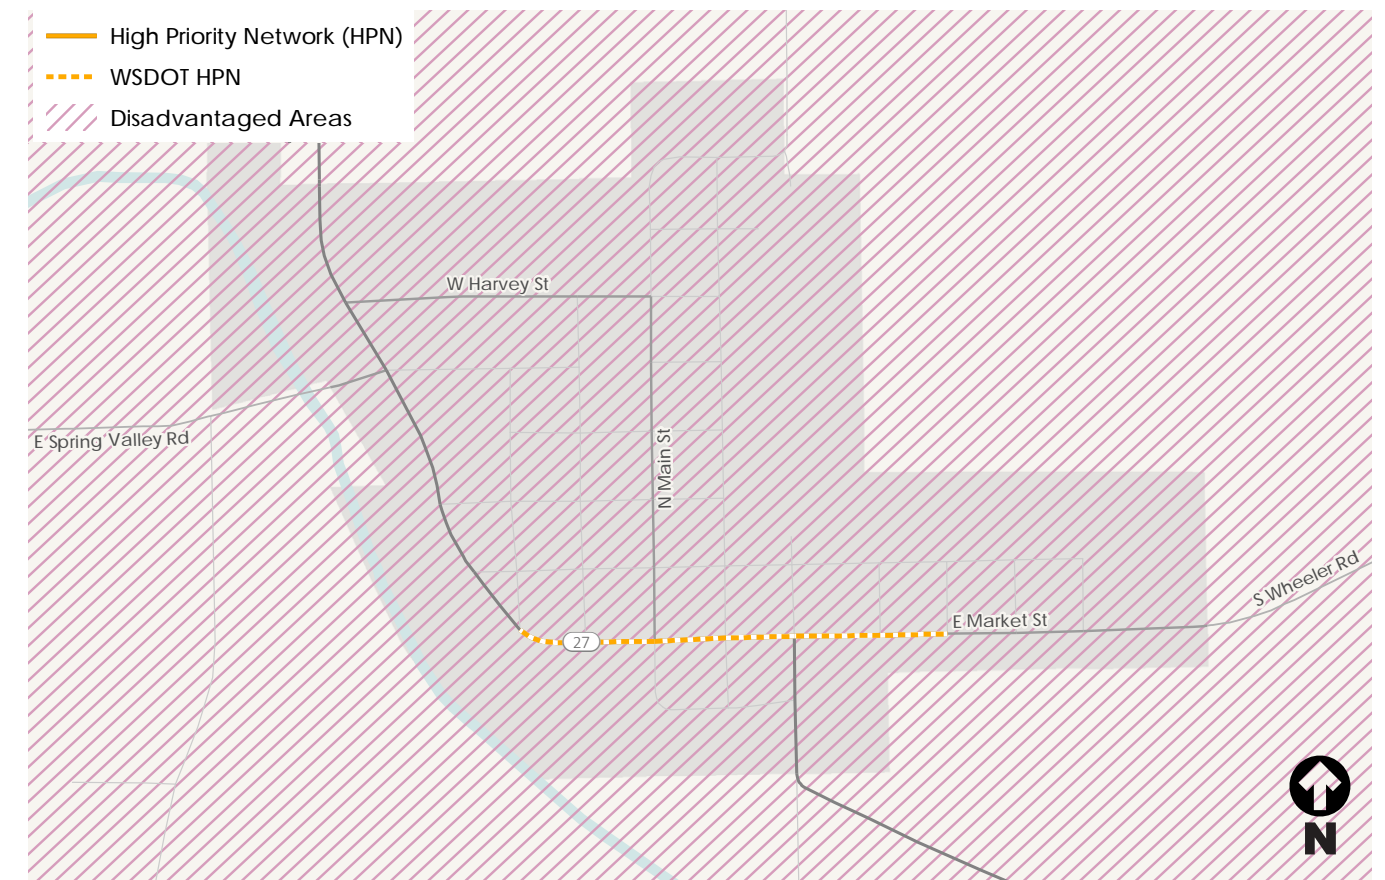 High Priority Network (HPN)
WSDOT HPN
Disadvantaged Areas
W Harvey St
E Spring Valley Rd
N Main St
S Wheeler Rd
E Market St
27
N